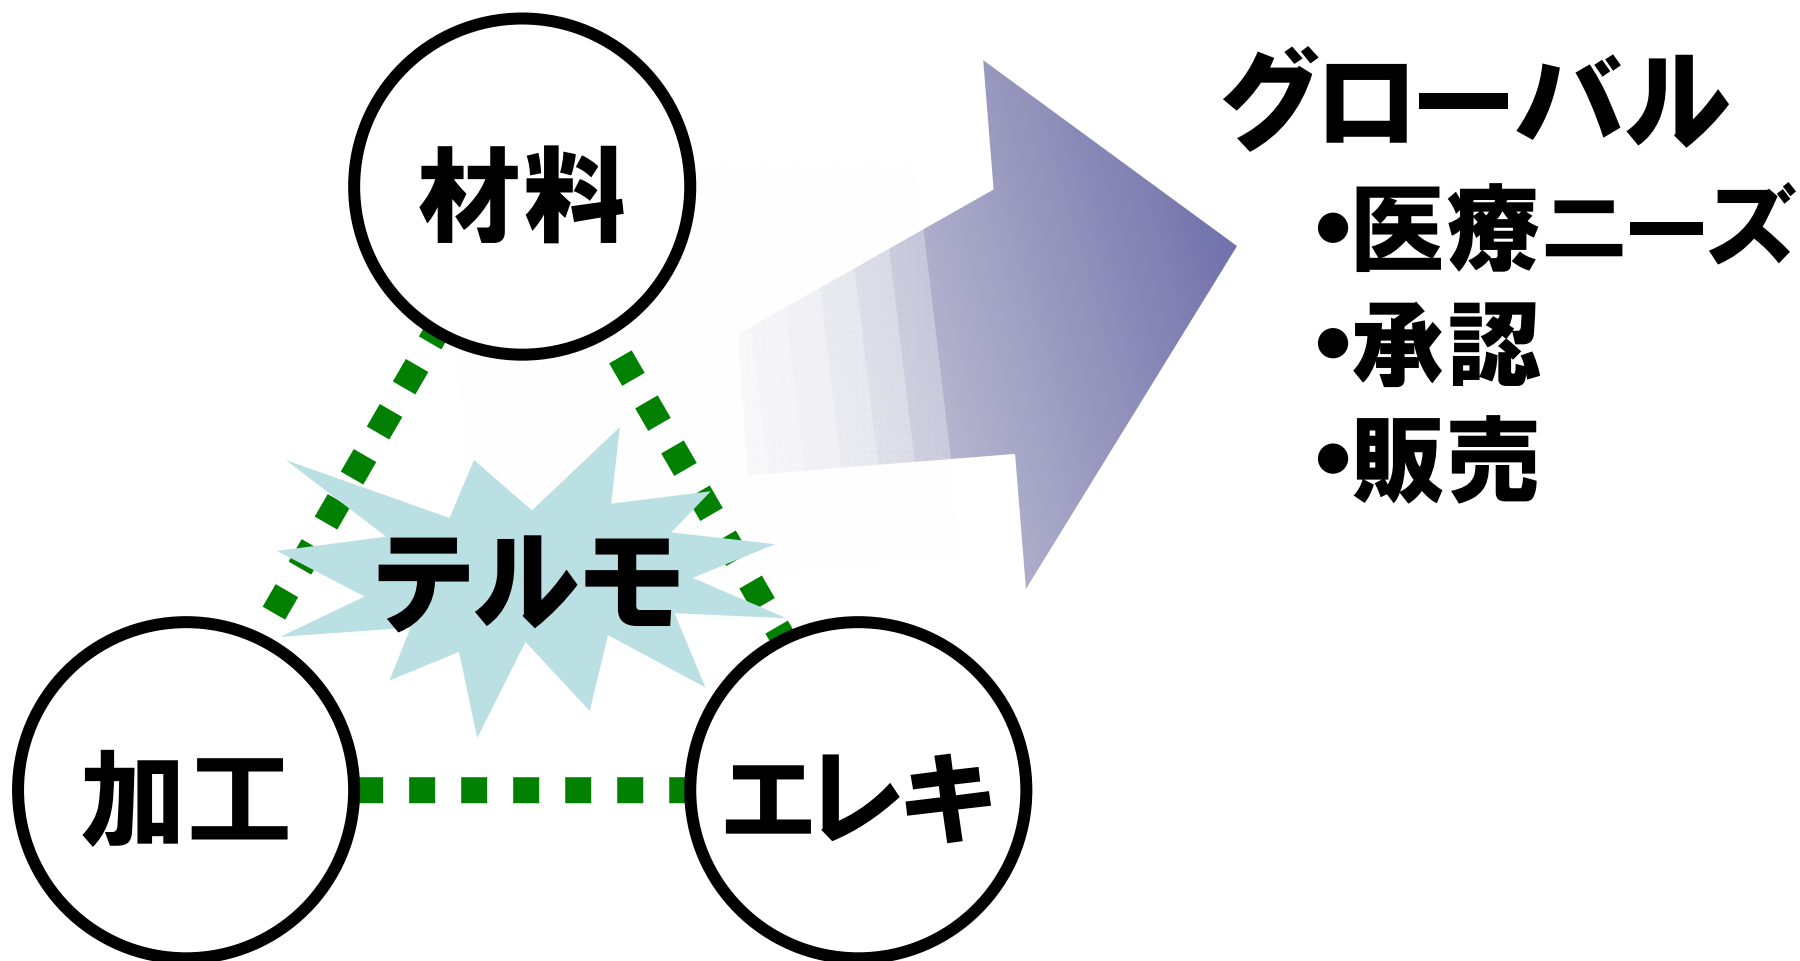 材料
テルモ
加工
エレキ
グローバル
•医療ニーズ
•承認
•販売